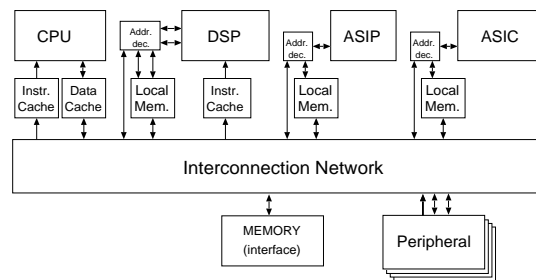 CPU
Addr.
dec.
DSP
Addr.
dec.
ASIP
Addr.
dec.
ASIC
Instr.
Cache
Data
Cache
Local
Mem.
Instr.
Cache
Local
Mem.
Local
Mem.
Interconnection Network
MEMORY
(interface)
Peripheral